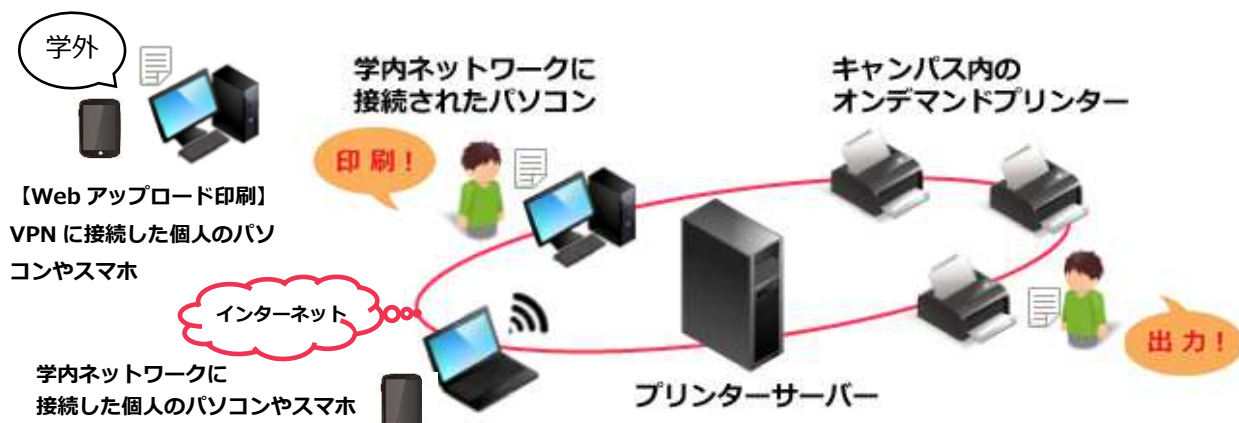 学外
【Web アップロード印刷】
VPN に接続した個人のパソ
コンやスマホ
学内ネットワークに
接続されたパソコン
印 刷！
キャンパス内の
オンデマンドプリンター
インターネット
学内ネットワークに
接続した個人のパソコンやスマホ
プリンターサーバー
出 力！